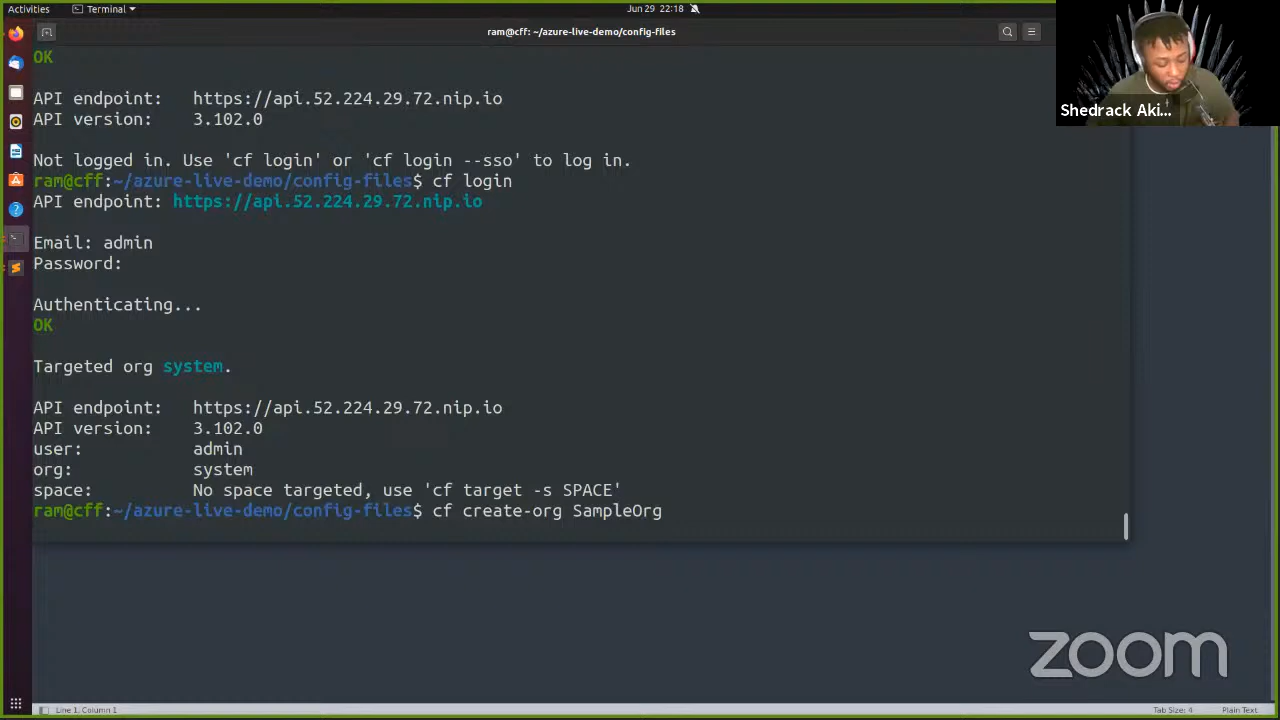 Activities
Terminal
Jun 29 22:18
ram@cff: ~/azure-live-demo/config-files
OK
API endpoint: https://api.52.224.29.72.nip.io
API version: 3.102.0
Not logged in. Use 'cf login' or 'cf login --sso' to log in.
ram@cff:~/azure-live-demo/config-files$ cf login
API endpoint: https://api.52.224.29.72.nip.io
Email: admin
Password:
Authenticating...
OK
Targeted org system.
API endpoint: https://api.52.224.29.72.nip.io
API version: 3.102.0
user: admin
org: system
space: No space targeted, use 'cf target -s SPACE'
ram@cff:~/azure-live-demo/config-files$ cf create-org SampleOrg
Shedrack Aki...
zoom
Line 1, Column 1
Tab Size: 4
Plain Text